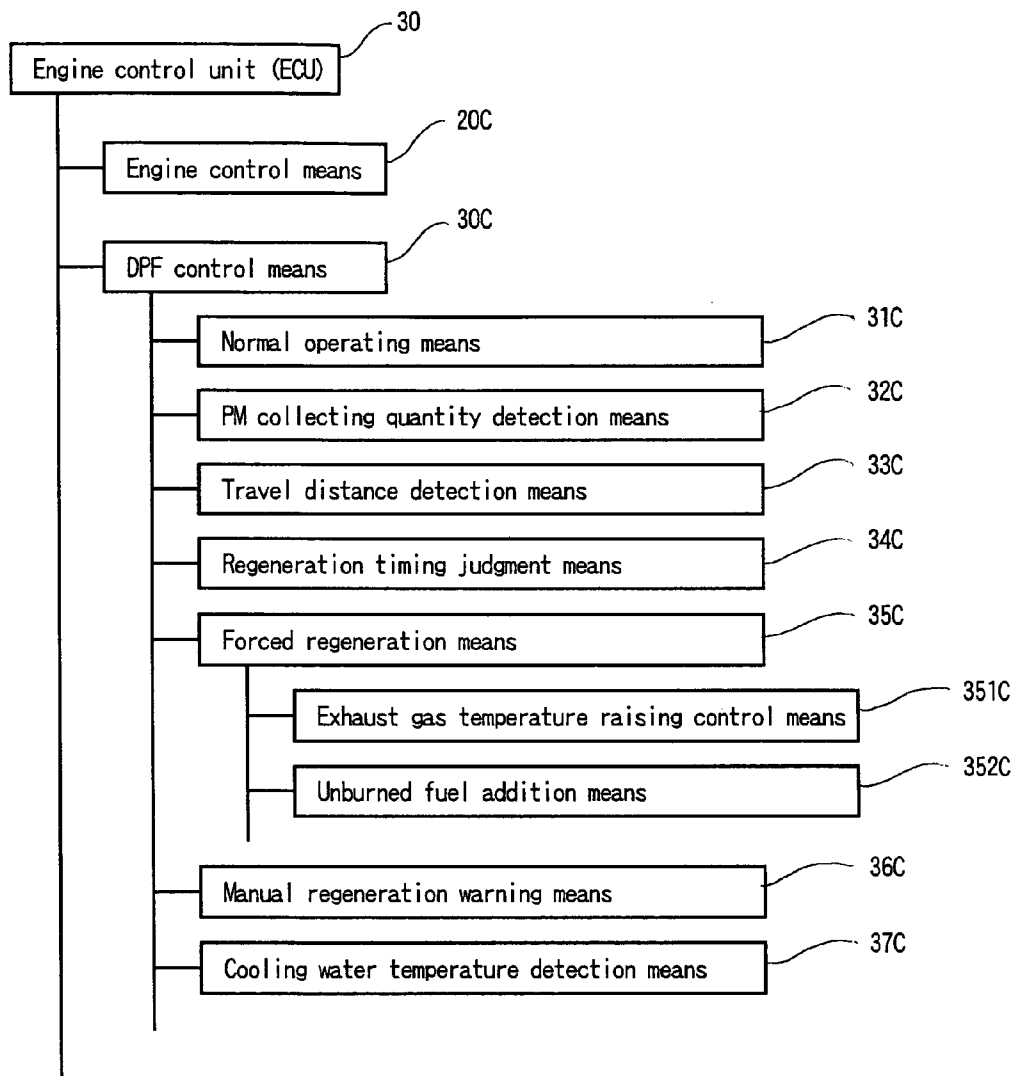 30
Engine control unit (ECU)
20C
Engine control means
30C
DPF control means
31C
Normal operating means
32C
PM collecting quantity detection means
33C
Travel distance detection means
34C
Regeneration timing judgment means
35C
Forced regeneration means
351C
Exhaust gas temperature raising control means
352C
Unburned fuel addition means
36C
Manual regeneration warning means
37C
Cooling water temperature detection means